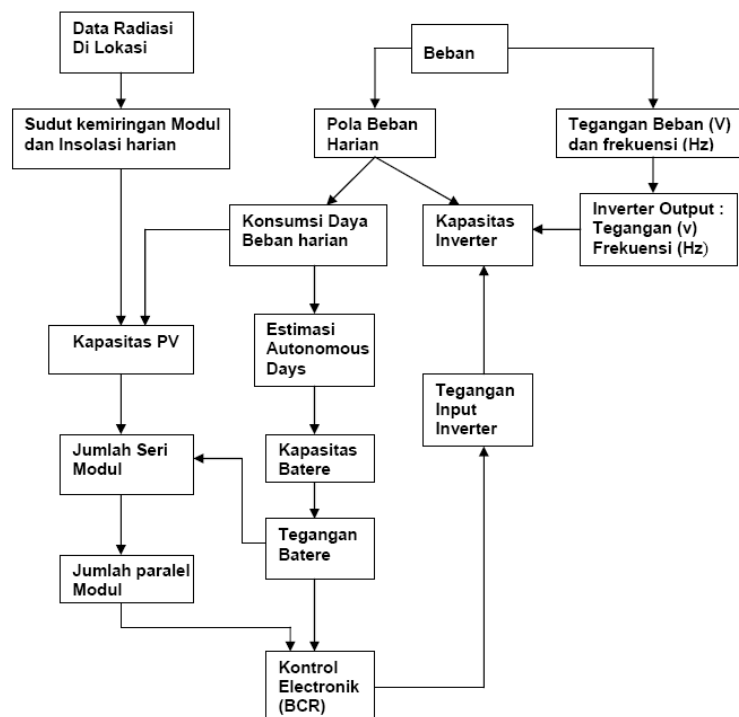 Data Radiasi
Di Lokasi
Beban
Sudut kemiringan Modul
dan Insolasi harian
Pola Beban
Harian
Tegangan Beban (V)
dan frekuensi (Hz)
Konsumsi Daya
Beban harian
Kapasitas
Inverter
Inverter Output :
Tegangan (v)
Frekuensi (Hz)
Kapasitas PV
Estimasi
Autonomous
Days
Tegangan
Input
Inverter
Jumlah Seri
Modul
Kapasitas
Batere
Tegangan
Batere
Jumlah paralel
Modul
Kontrol
Electronik
(BCR)